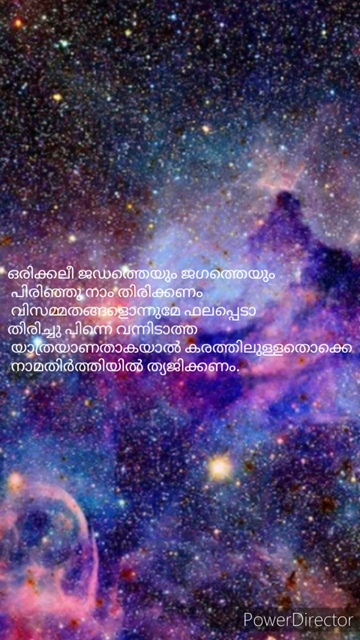 ഒരിക്കലീ ജഡത്തെയും ജഗത്തെയും
പിരിഞ്ഞു നാം തിരിക്കണം
വിസമ്മതങ്ങളൊന്നുമേ ഫലപ്പെടാ
തിരിച്ചു പിന്നെ വന്നിടാത്ത
യാത്രയാണതാകയാൽ കരത്തിലുള്ളതൊക്കെ
നാമതിർത്തിയിൽ ത്യജിക്കണം.
PowerDirector